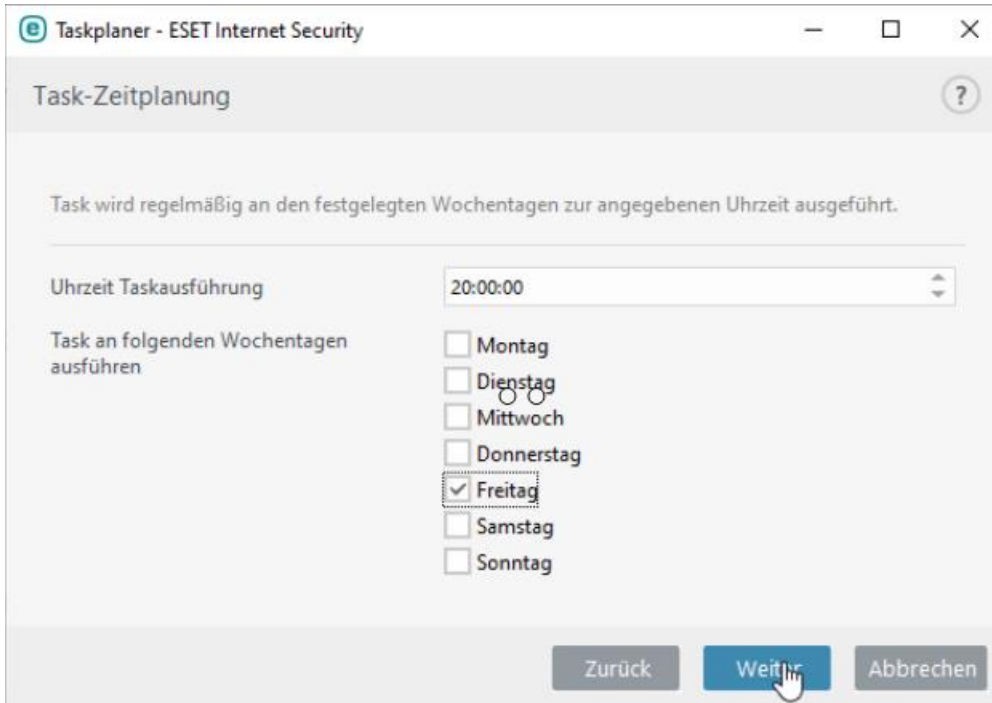 Taskplaner - ESET Internet Security
Task-Zeitplanung
?
Task wird regelmäßig an den festgelegten Wochentagen zur angegebenen Uhrzeit ausgeführt.
Uhrzeit Taskausführung
20:00:00
Task an folgenden Wochentagen
ausführen
Montag
Dienstag
Mittwoch
Donnerstag
Freitag
Samstag
Sonntag
Zurück
Weiter
Abbrechen